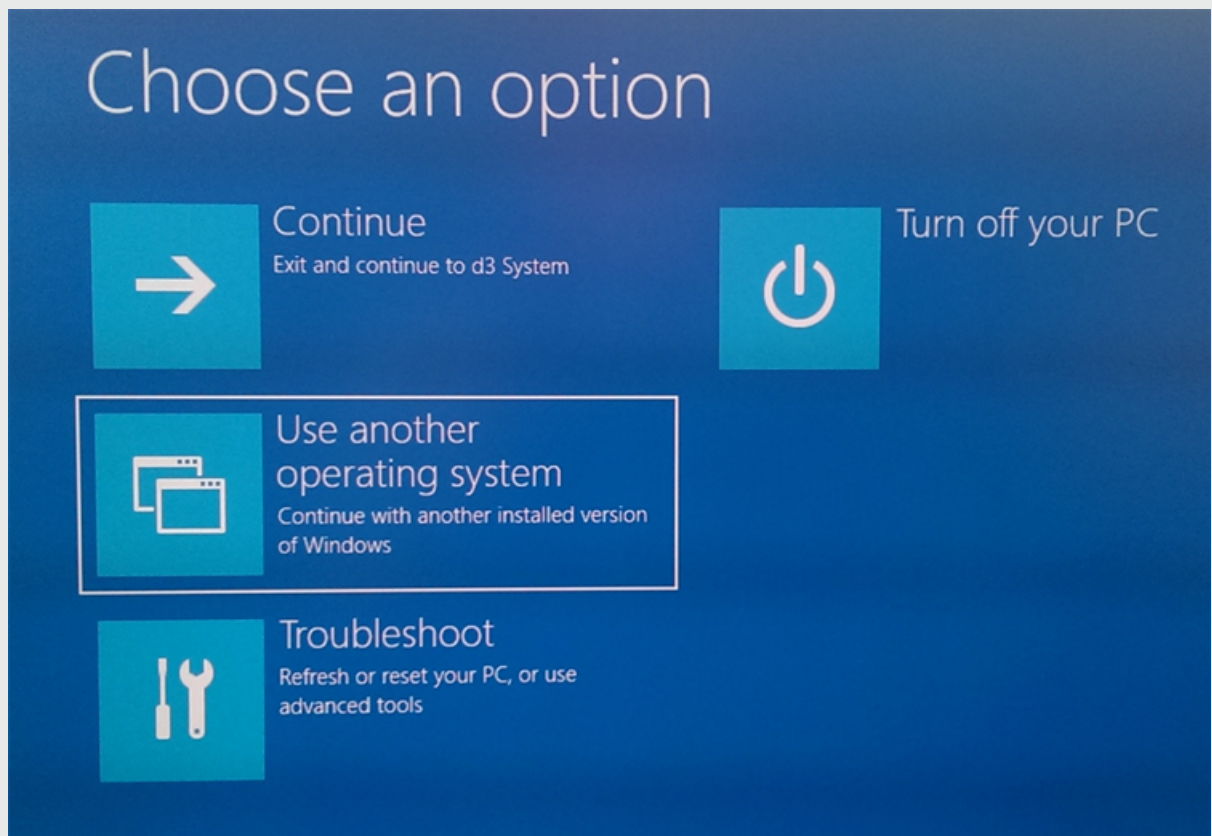 Choose an option
Continue
Exit and continue to d3 System
Turn off your PC
Use another
operating system
Continue with another installed version
of Windows
Troubleshoot
Refresh or reset your PC, or use
advanced tools